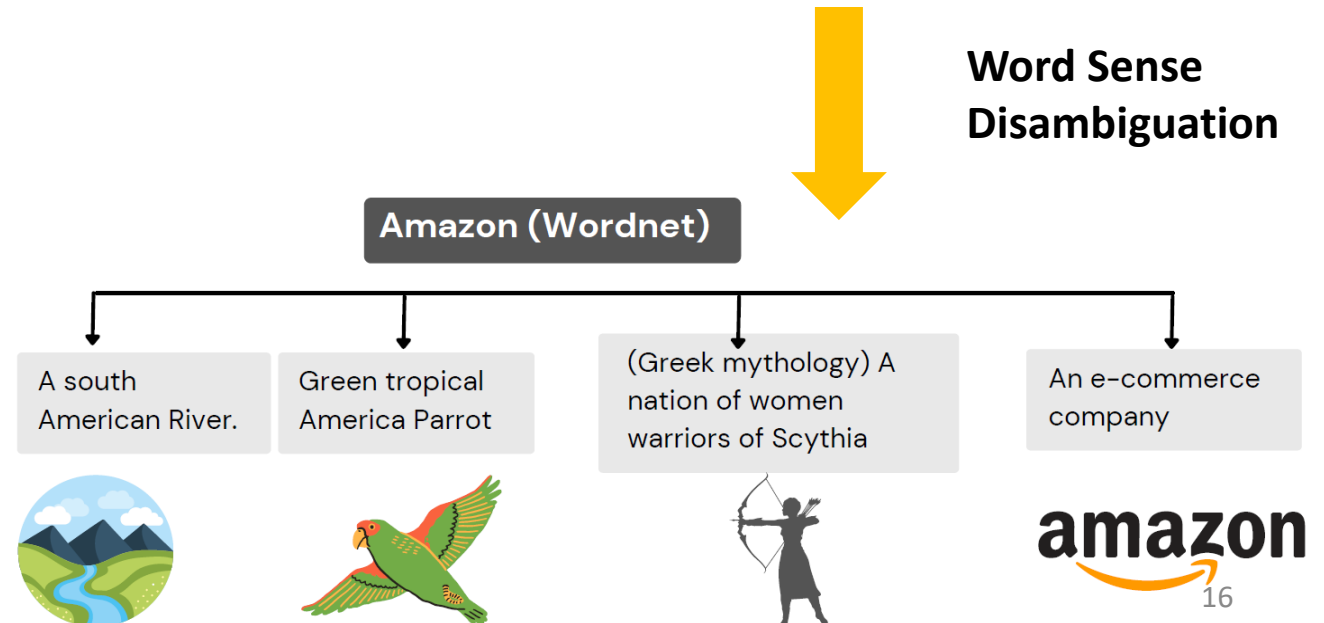 Word Sense
Disambiguation
Amazon (Wordnet)
A south
American River.
Green tropical
America Parrot
(Greek mythology) A
nation of women
warriors of Scythia
An e-commerce
company
amazon
16